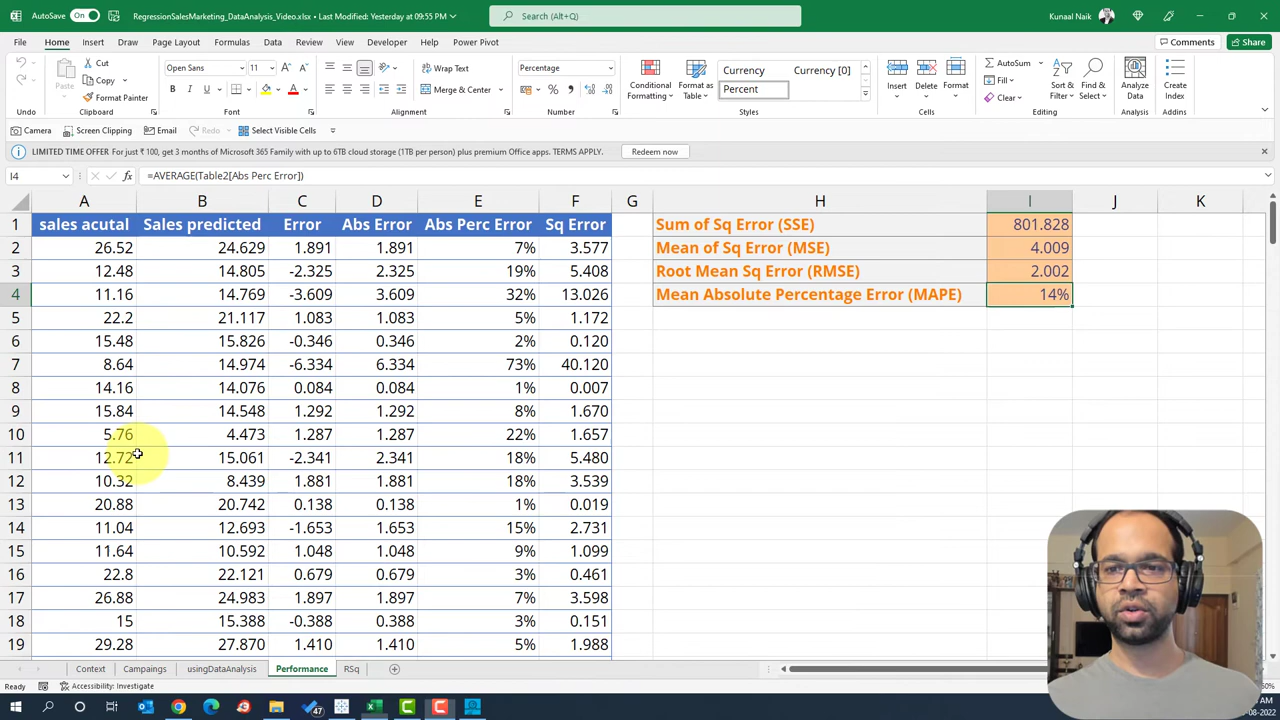 AutoSave On RegressionSalesMarketing_DataAnalysis_Video.xlsx • Last Modified: Yesterday at 09:55 PM Search (Alt+Q) Kunaal Naik
File Home Insert Draw Page Layout Formulas Data Review View Developer Help Power Pivot Comments Share
Paste Cut Copy Format Painter
Clipboard
Open Sans 11
B I U
Font
Wrap Text
Merge & Center
Alignment
Percentage
Number
Conditional Formatting Format as Table
Currency Currency [0]
Percent
Styles
Insert Delete Format
Cells
AutoSum Fill Clear
Sort & Filter Find & Select
Editing
Analyze Data
Analysis
Create Index
Addins
Camera Screen Clipping Email Redo Select Visible Cells
LIMITED TIME OFFER For just ₹ 100, get 3 months of Microsoft 365 Family with up to 6TB cloud storage (1TB per person) plus premium Office apps. TERMS APPLY. Redeem now
I4 fx =AVERAGE(Table2[Abs Perc Error])
A B C D E F G H I J K
1 sales acutal Sales predicted Error Abs Error Abs Perc Error Sq Error Sum of Sq Error (SSE) 801.828
2 26.52 24.629 1.891 1.891 7% 3.577 Mean of Sq Error (MSE) 4.009
3 12.48 14.805 -2.325 2.325 19% 5.408 Root Mean Sq Error (RMSE) 2.002
4 11.16 14.769 -3.609 3.609 32% 13.026 Mean Absolute Percentage Error (MAPE) 14%
5 22.2 21.117 1.083 1.083 5% 1.172
6 15.48 15.826 -0.346 0.346 2% 0.120
7 8.64 14.974 -6.334 6.334 73% 40.120
8 14.16 14.076 0.084 0.084 1% 0.007
9 15.84 14.548 1.292 1.292 8% 1.670
10 5.76 4.473 1.287 1.287 22% 1.657
11 12.72 15.061 -2.341 2.341 18% 5.480
12 10.32 8.439 1.881 1.881 18% 3.539
13 20.88 20.742 0.138 0.138 1% 0.019
14 11.04 12.693 -1.653 1.653 15% 2.731
15 11.64 10.592 1.048 1.048 9% 1.099
16 22.8 22.121 0.679 0.679 3% 0.461
17 26.88 24.983 1.897 1.897 7% 3.598
18 15 15.388 -0.388 0.388 3% 0.151
19 29.28 27.870 1.410 1.410 5% 1.988
Context Campaings usingDataAnalysis Performance RSq
Ready Accessibility: Investigate
47 AM
-08-2022